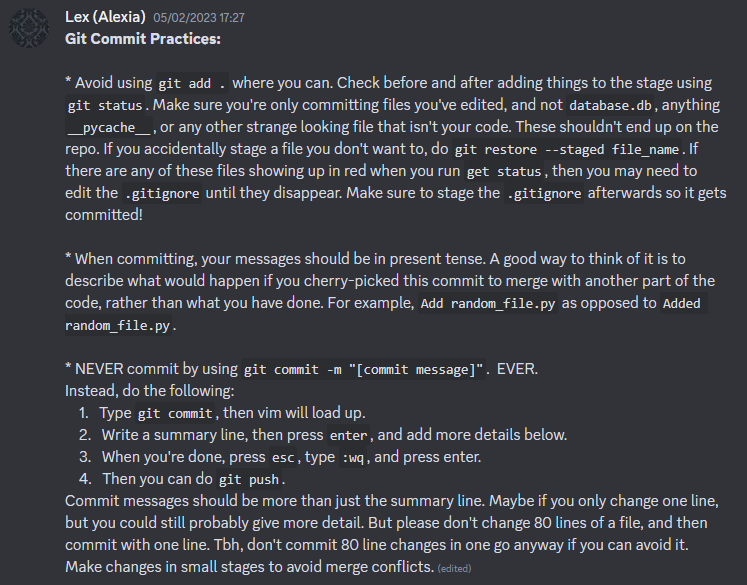 Lex (Alexia) 05/02/2023 17:27
Git Commit Practices:
* Avoid using git add . where you can. Check before and after adding things to the stage using
git status. Make sure you're only committing files you've edited, and not database.db, anything
__pycache__, or any other strange looking file that isn't your code. These shouldn't end up on the
repo. If you accidentally stage a file you don't want to, do git restore --staged file_name. If
there are any of these files showing up in red when you run get status, then you may need to
edit the .gitignore until they disappear. Make sure to stage the .gitignore afterwards so it gets
committed!
* When committing, your messages should be in present tense. A good way to think of it is to
describe what would happen if you cherry-picked this commit to merge with another part of the
code, rather than what you have done. For example, Add random_file.py as opposed to Added
random_file.py.
* NEVER commit by using git commit -m "[commit message]". EVER.
Instead, do the following:
1. Type git commit, then vim will load up.
2. Write a summary line, then press enter, and add more details below.
3. When you're done, press esc, type :wq, and press enter.
4. Then you can do git push.
Commit messages should be more than just the summary line. Maybe if you only change one line,
but you could still probably give more detail. But please don't change 80 lines of a file, and then
commit with one line. Tbh, don't commit 80 line changes in one go anyway if you can avoid it.
Make changes in small stages to avoid merge conflicts. (edited)